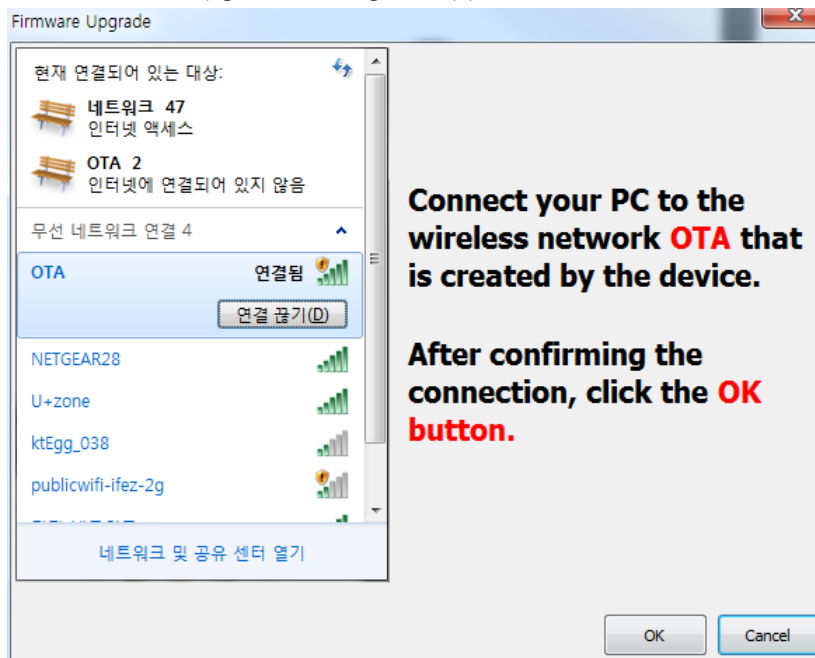 Firmware Upgrade
현재 연결되어 있는 대상:
네트워크 47
인터넷 액세스
OTA 2
인터넷에 연결되어 있지 않음
무선 네트워크 연결 4
OTA 연결됨
연결 끊기(D)
NETGEAR28
U+zone
ktEgg_038
publicwifi-ifez-2g
네트워크 및 공유 센터 열기
Connect your PC to the
wireless network OTA that
is created by the device.
After confirming the
connection, click the OK
button.
OK Cancel